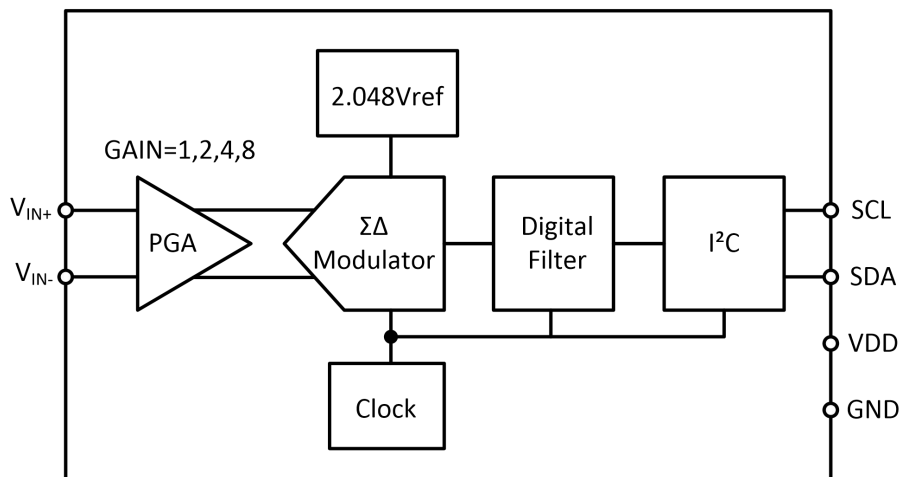 2.048Vref
GAIN=1,2,4,8
VIN+
VIN-
PGA
ΣΔ
Modulator
Digital
Filter
I²C
SCL
SDA
VDD
GND
Clock